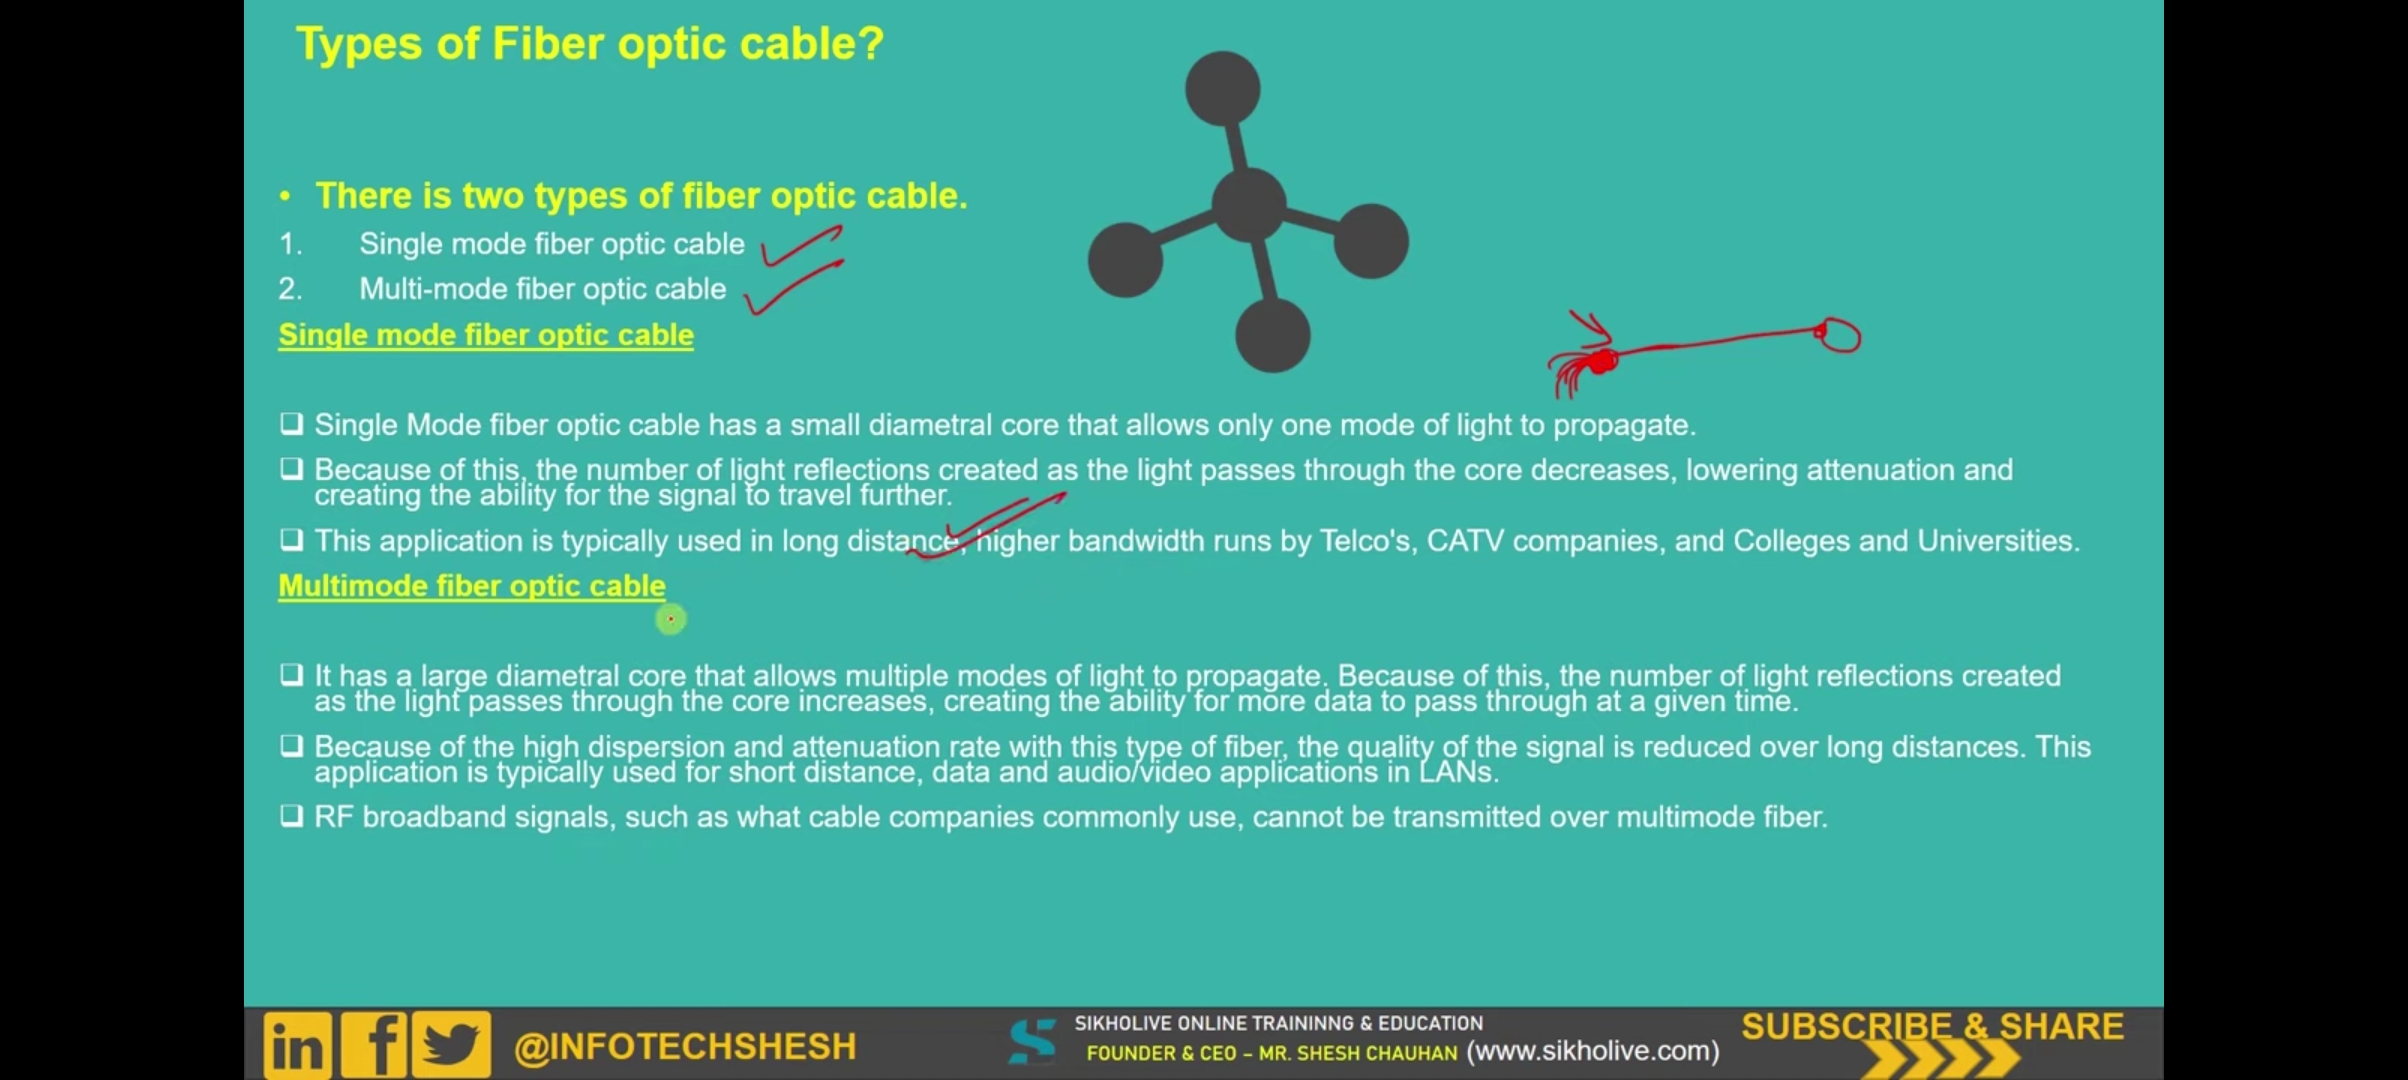 Types of Fiber optic cable?
• There is two types of fiber optic cable.
1. Single mode fiber optic cable
2. Multi-mode fiber optic cable
Single mode fiber optic cable
❑ Single Mode fiber optic cable has a small diametral core that allows only one mode of light to propagate.
❑ Because of this, the number of light reflections created as the light passes through the core decreases, lowering attenuation and
creating the ability for the signal to travel further.
❑ This application is typically used in long distance, higher bandwidth runs by Telco's, CATV companies, and Colleges and Universities.
Multimode fiber optic cable
❑ It has a large diametral core that allows multiple modes of light to propagate. Because of this, the number of light reflections created
as the light passes through the core increases, creating the ability for more data to pass through at a given time.
❑ Because of the high dispersion and attenuation rate with this type of fiber, the quality of the signal is reduced over long distances. This
application is typically used for short distance, data and audio/video applications in LANs.
❑ RF broadband signals, such as what cable companies commonly use, cannot be transmitted over multimode fiber.
in f @INFOTECHSHESH
SIKHOLIVE ONLINE TRAININNG & EDUCATION
FOUNDER & CEO – MR. SHESH CHAUHAN (www.sikholive.com)
SUBSCRIBE & SHARE